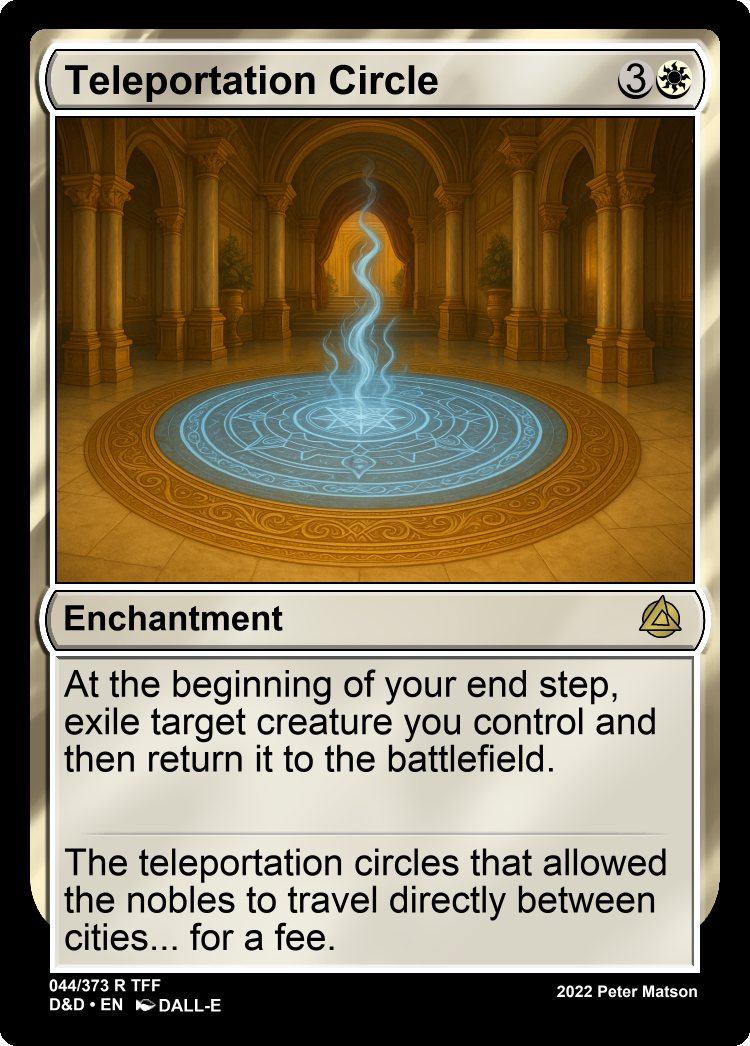 Teleportation Circle 3
Enchantment
At the beginning of your end step,
exile target creature you control and
then return it to the battlefield.
The teleportation circles that allowed
the nobles to travel directly between
cities... for a fee.
044/373 R TFF
D&D • EN DALL-E
2022 Peter Matson